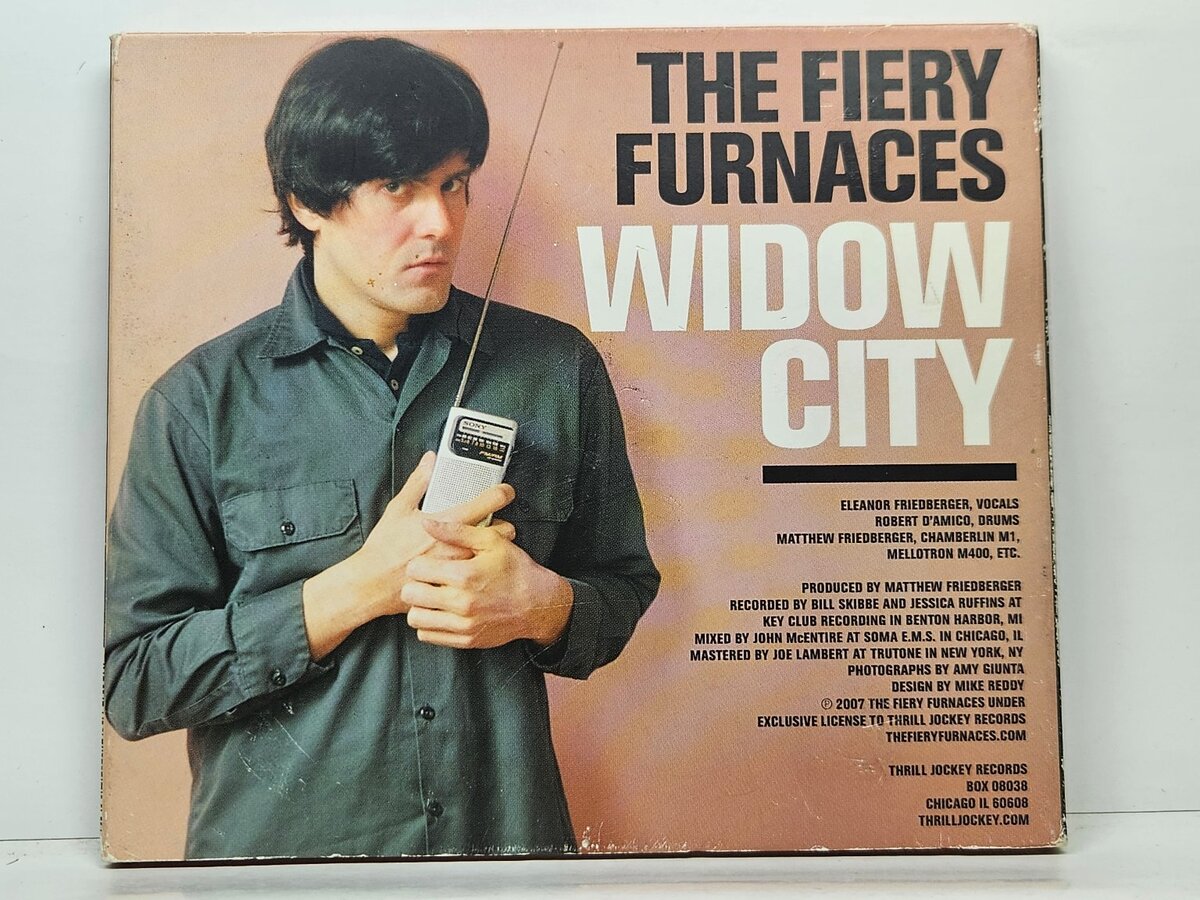 THE FIERY
FURNACES
WIDOW
CITY
SONY
ELEANOR FRIEDBERGER, VOCALS
ROBERT D'AMICO, DRUMS
MATTHEW FRIEDBERGER, CHAMBERLIN M1,
MELLOTRON M400, ETC.
PRODUCED BY MATTHEW FRIEDBERGER
RECORDED BY BILL SKIBBE AND JESSICA RUFFINS AT
KEY CLUB RECORDING IN BENTON HARBOR, MI
MIXED BY JOHN McENTIRE AT SOMA E.M.S. IN CHICAGO, IL
MASTERED BY JOE LAMBERT AT TRUTONE IN NEW YORK, NY
PHOTOGRAPHS BY AMY GIUNTA
DESIGN BY MIKE REDDY
℗ 2007 THE FIERY FURNACES UNDER
EXCLUSIVE LICENSE TO THRILL JOCKEY RECORDS
THEFIERYFURNACES.COM
THRILL JOCKEY RECORDS
BOX 08038
CHICAGO IL 60608
THRILLJOCKEY.COM